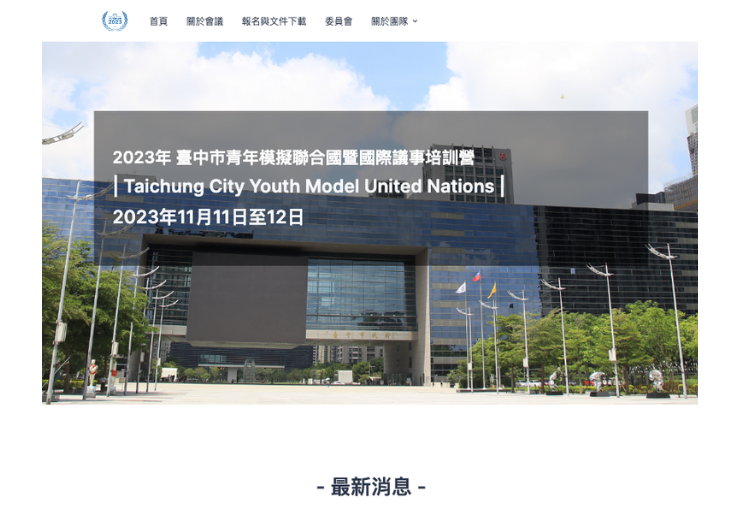 2023
首頁
關於會議
報名與文件下載
委員會
關於團隊
2023年 臺中市青年模擬聯合國暨國際議事培訓營
| Taichung City Youth Model United Nations |
2023年11月11日至12日
- 最新消息 -